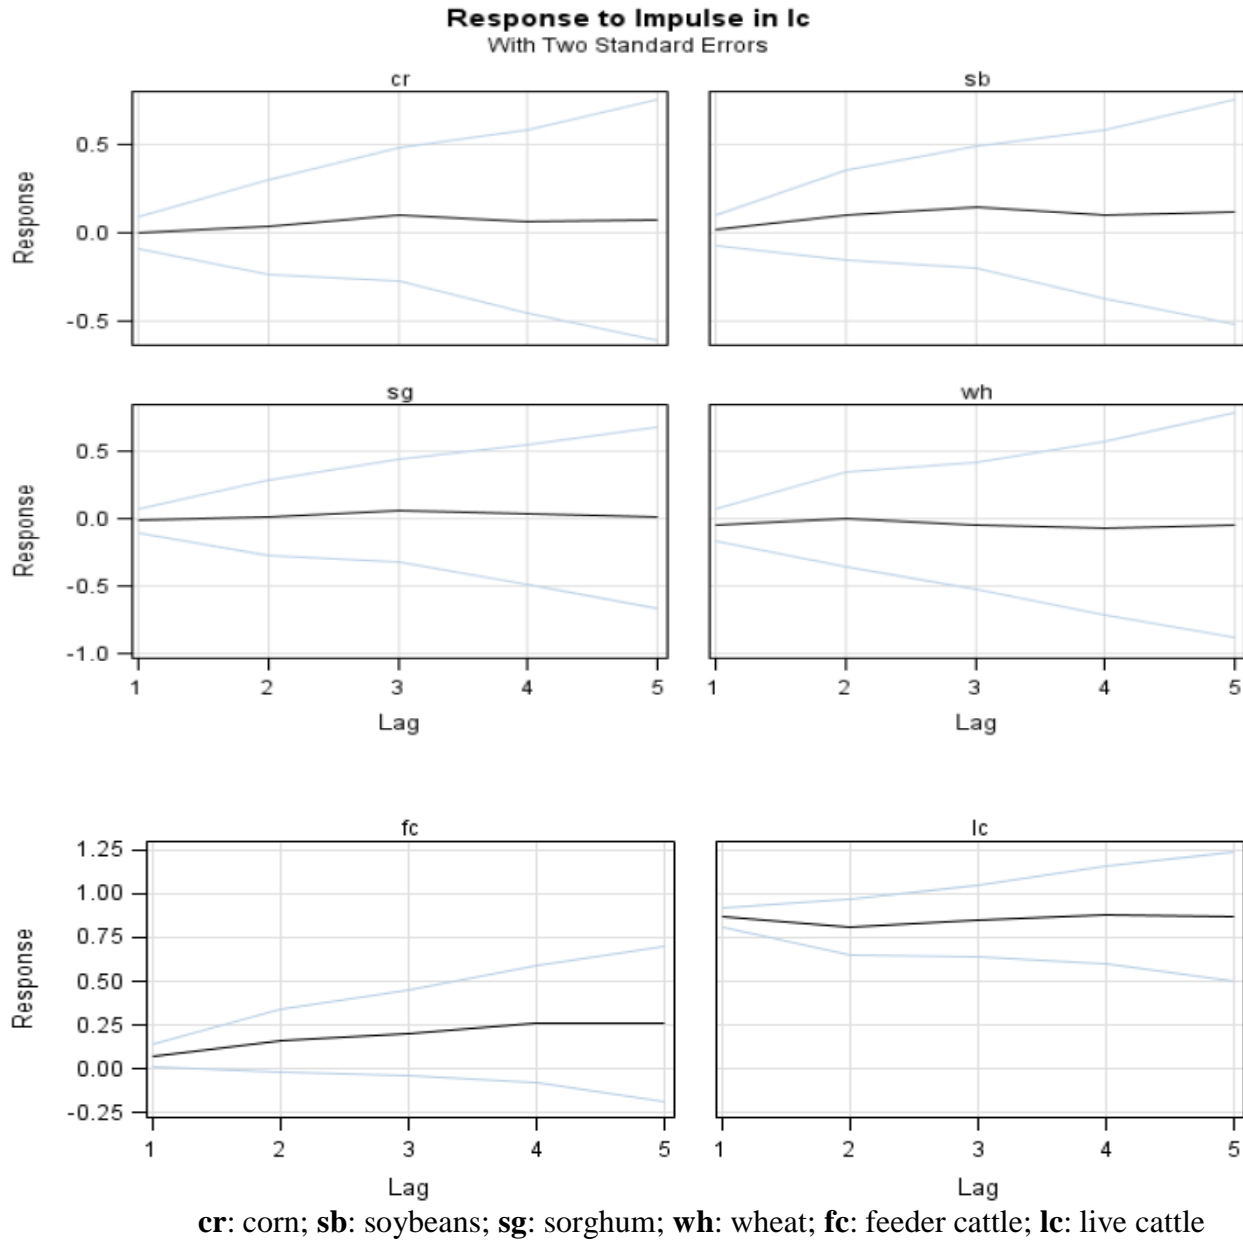 Response to Impulse in lc
With Two Standard Errors
cr
sb
0.5
0.0
-0.5
Response
sg
wh
0.5
0.0
-0.5
-1.0
Response
1 2 3 4 5
1 2 3 4 5
Lag
Lag
fc
lc
1.25
1.00
0.75
0.50
0.25
0.00
-0.25
Response
1 2 3 4 5
1 2 3 4 5
Lag
Lag
cr: corn; sb: soybeans; sg: sorghum; wh: wheat; fc: feeder cattle; lc: live cattle